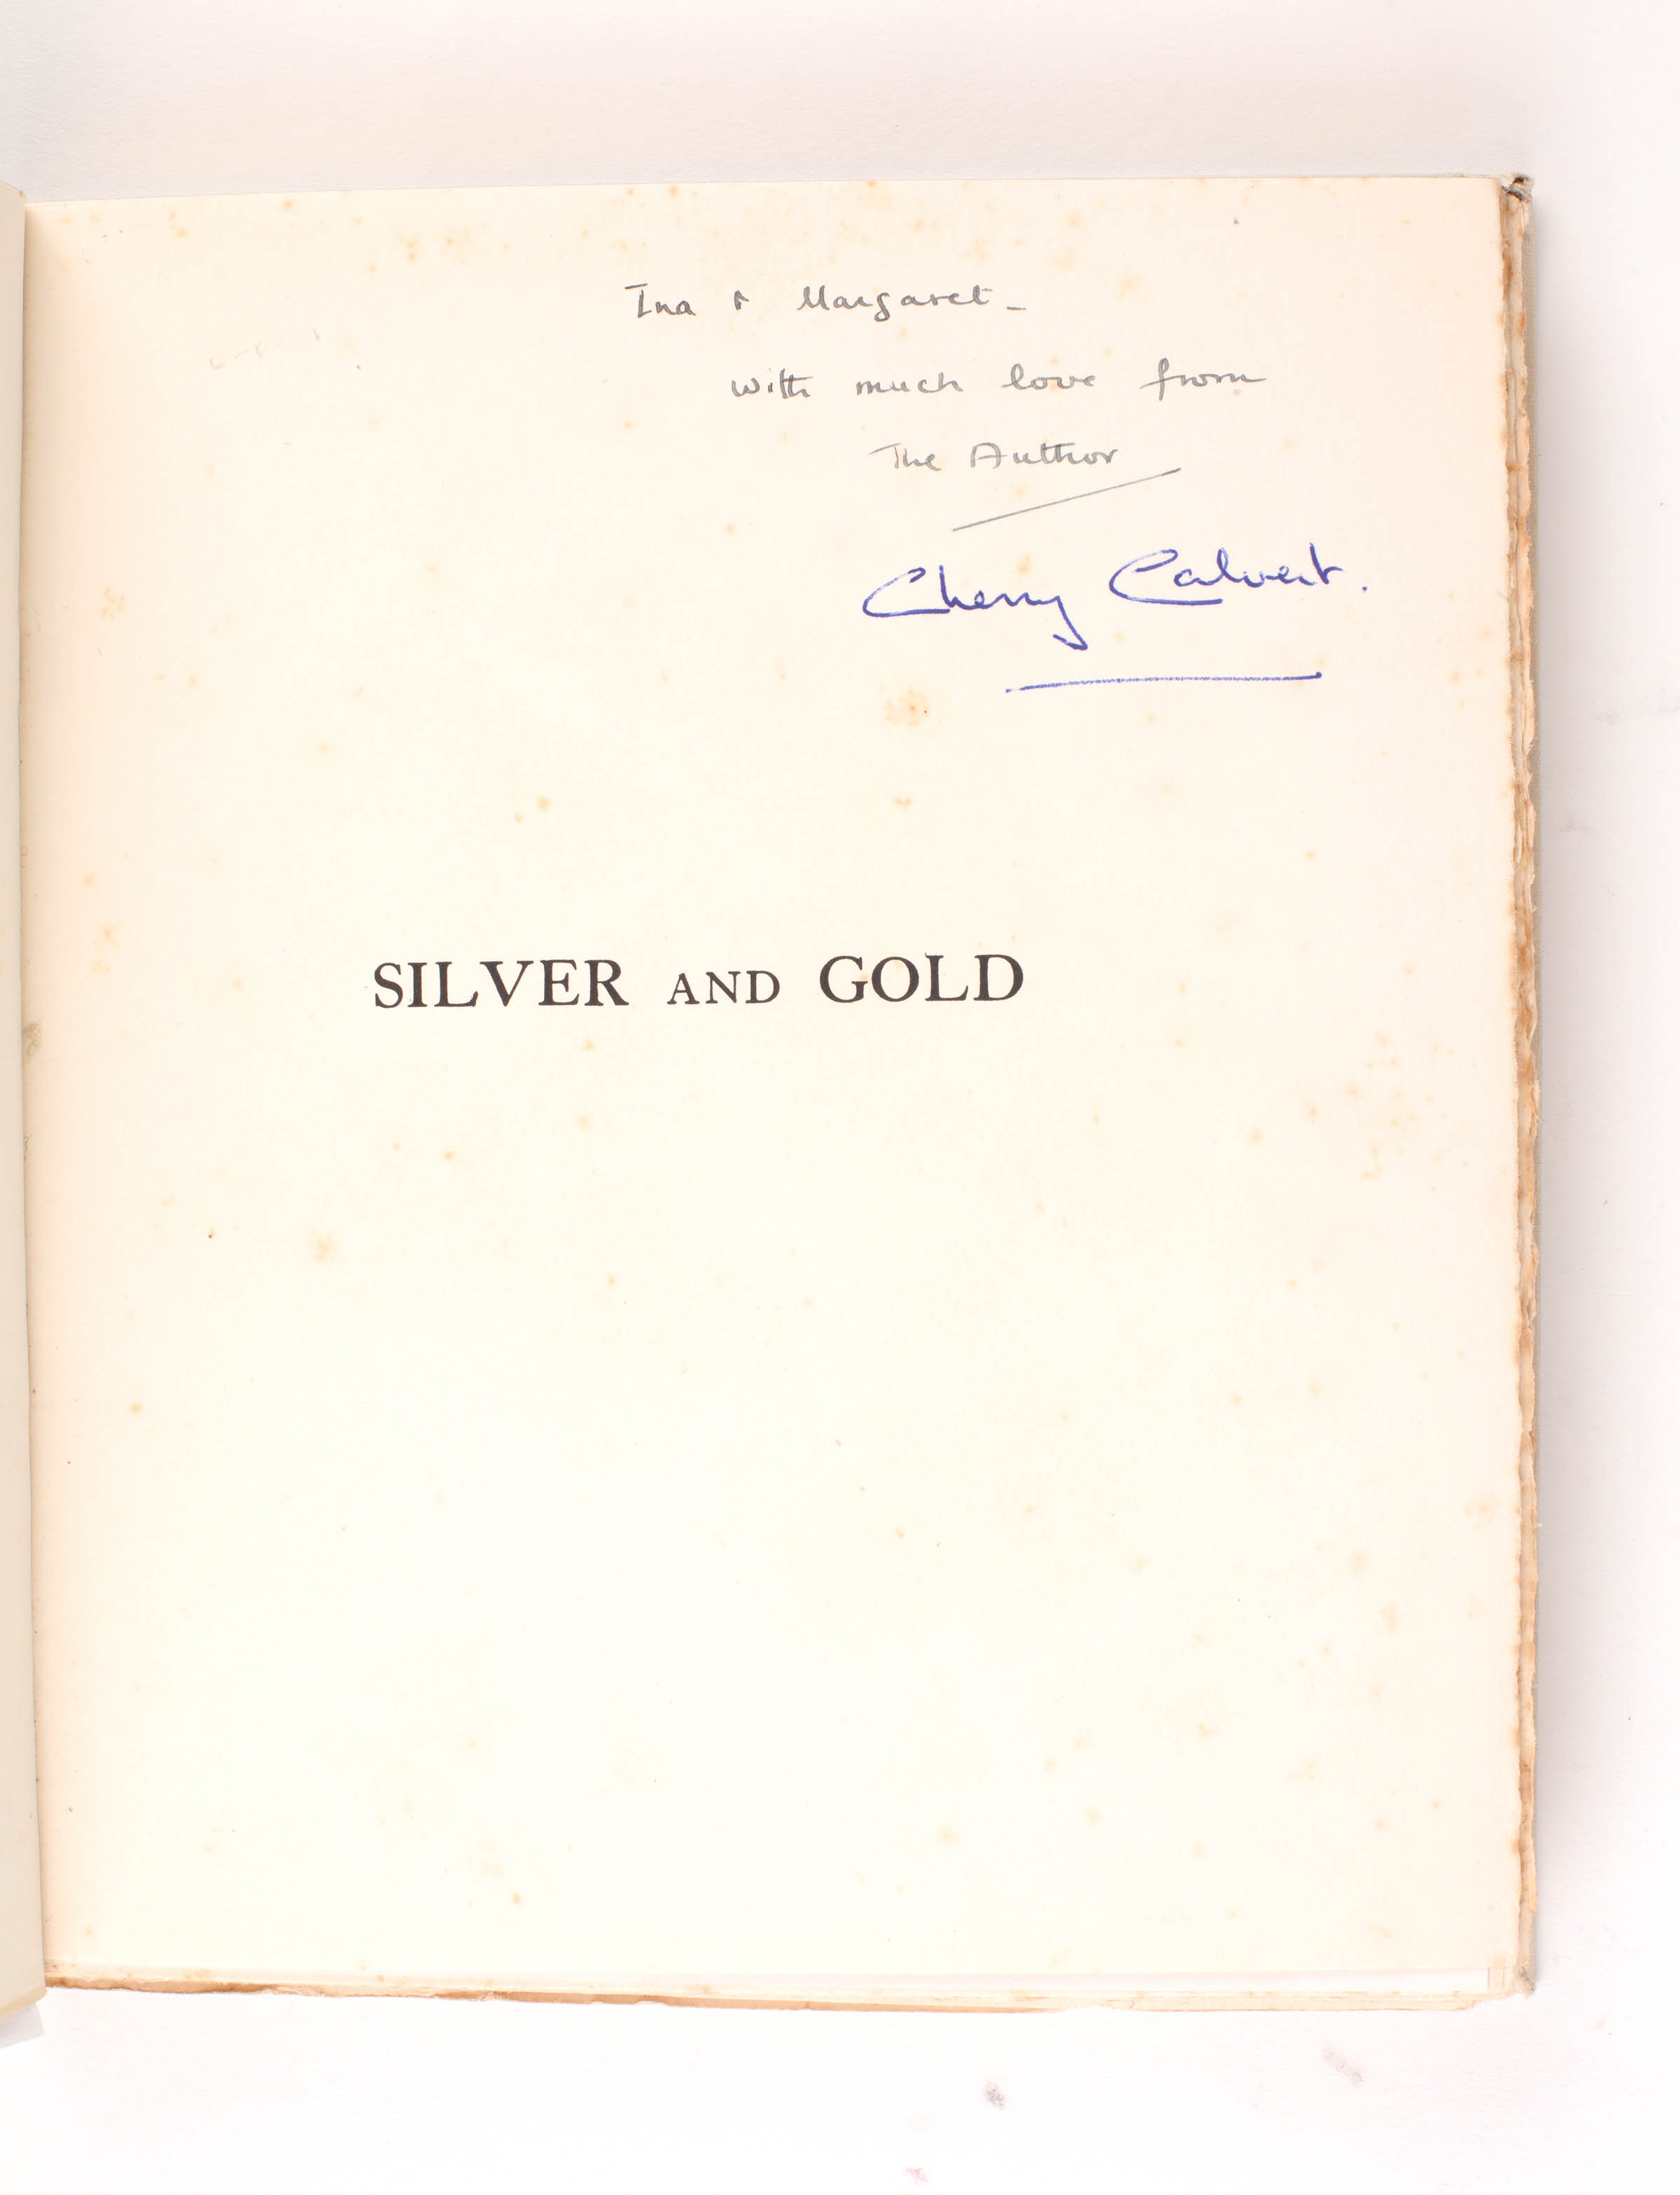 Ina & Margaret -
with much love from
The Author
Cherry Calvert.
SILVER AND GOLD